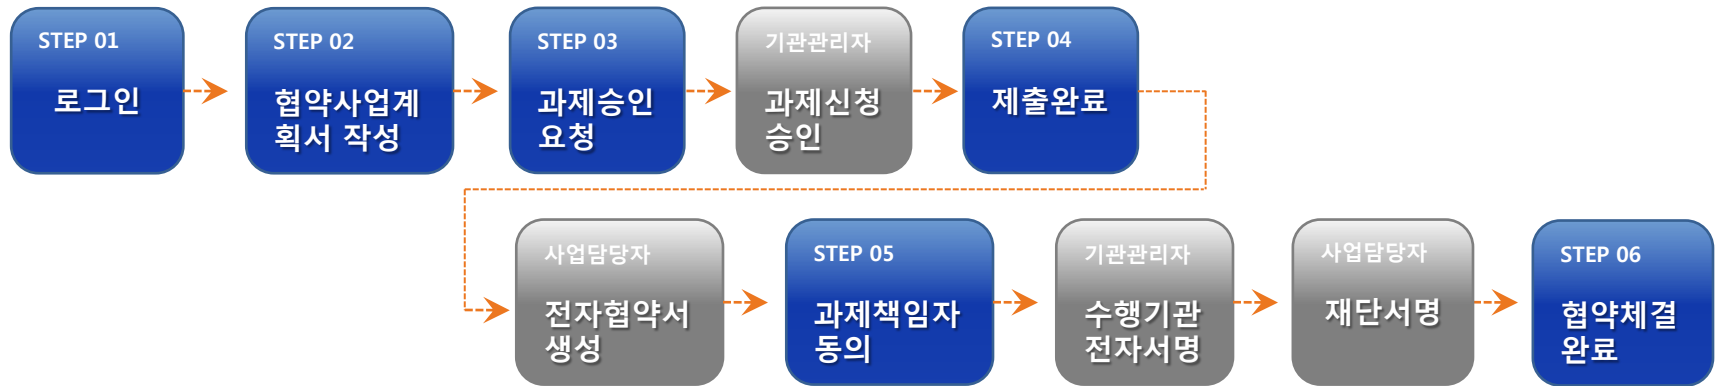 STEP 01
로그인
STEP 02
협약사업계
획서 작성
STEP 03
과제승인
요청
기관관리자
과제신청
승인
STEP 04
제출완료
사업담당자
전자협약서
생성
STEP 05
과제책임자
동의
기관관리자
수행기관
전자서명
사업담당자
재단서명
STEP 06
협약체결
완료